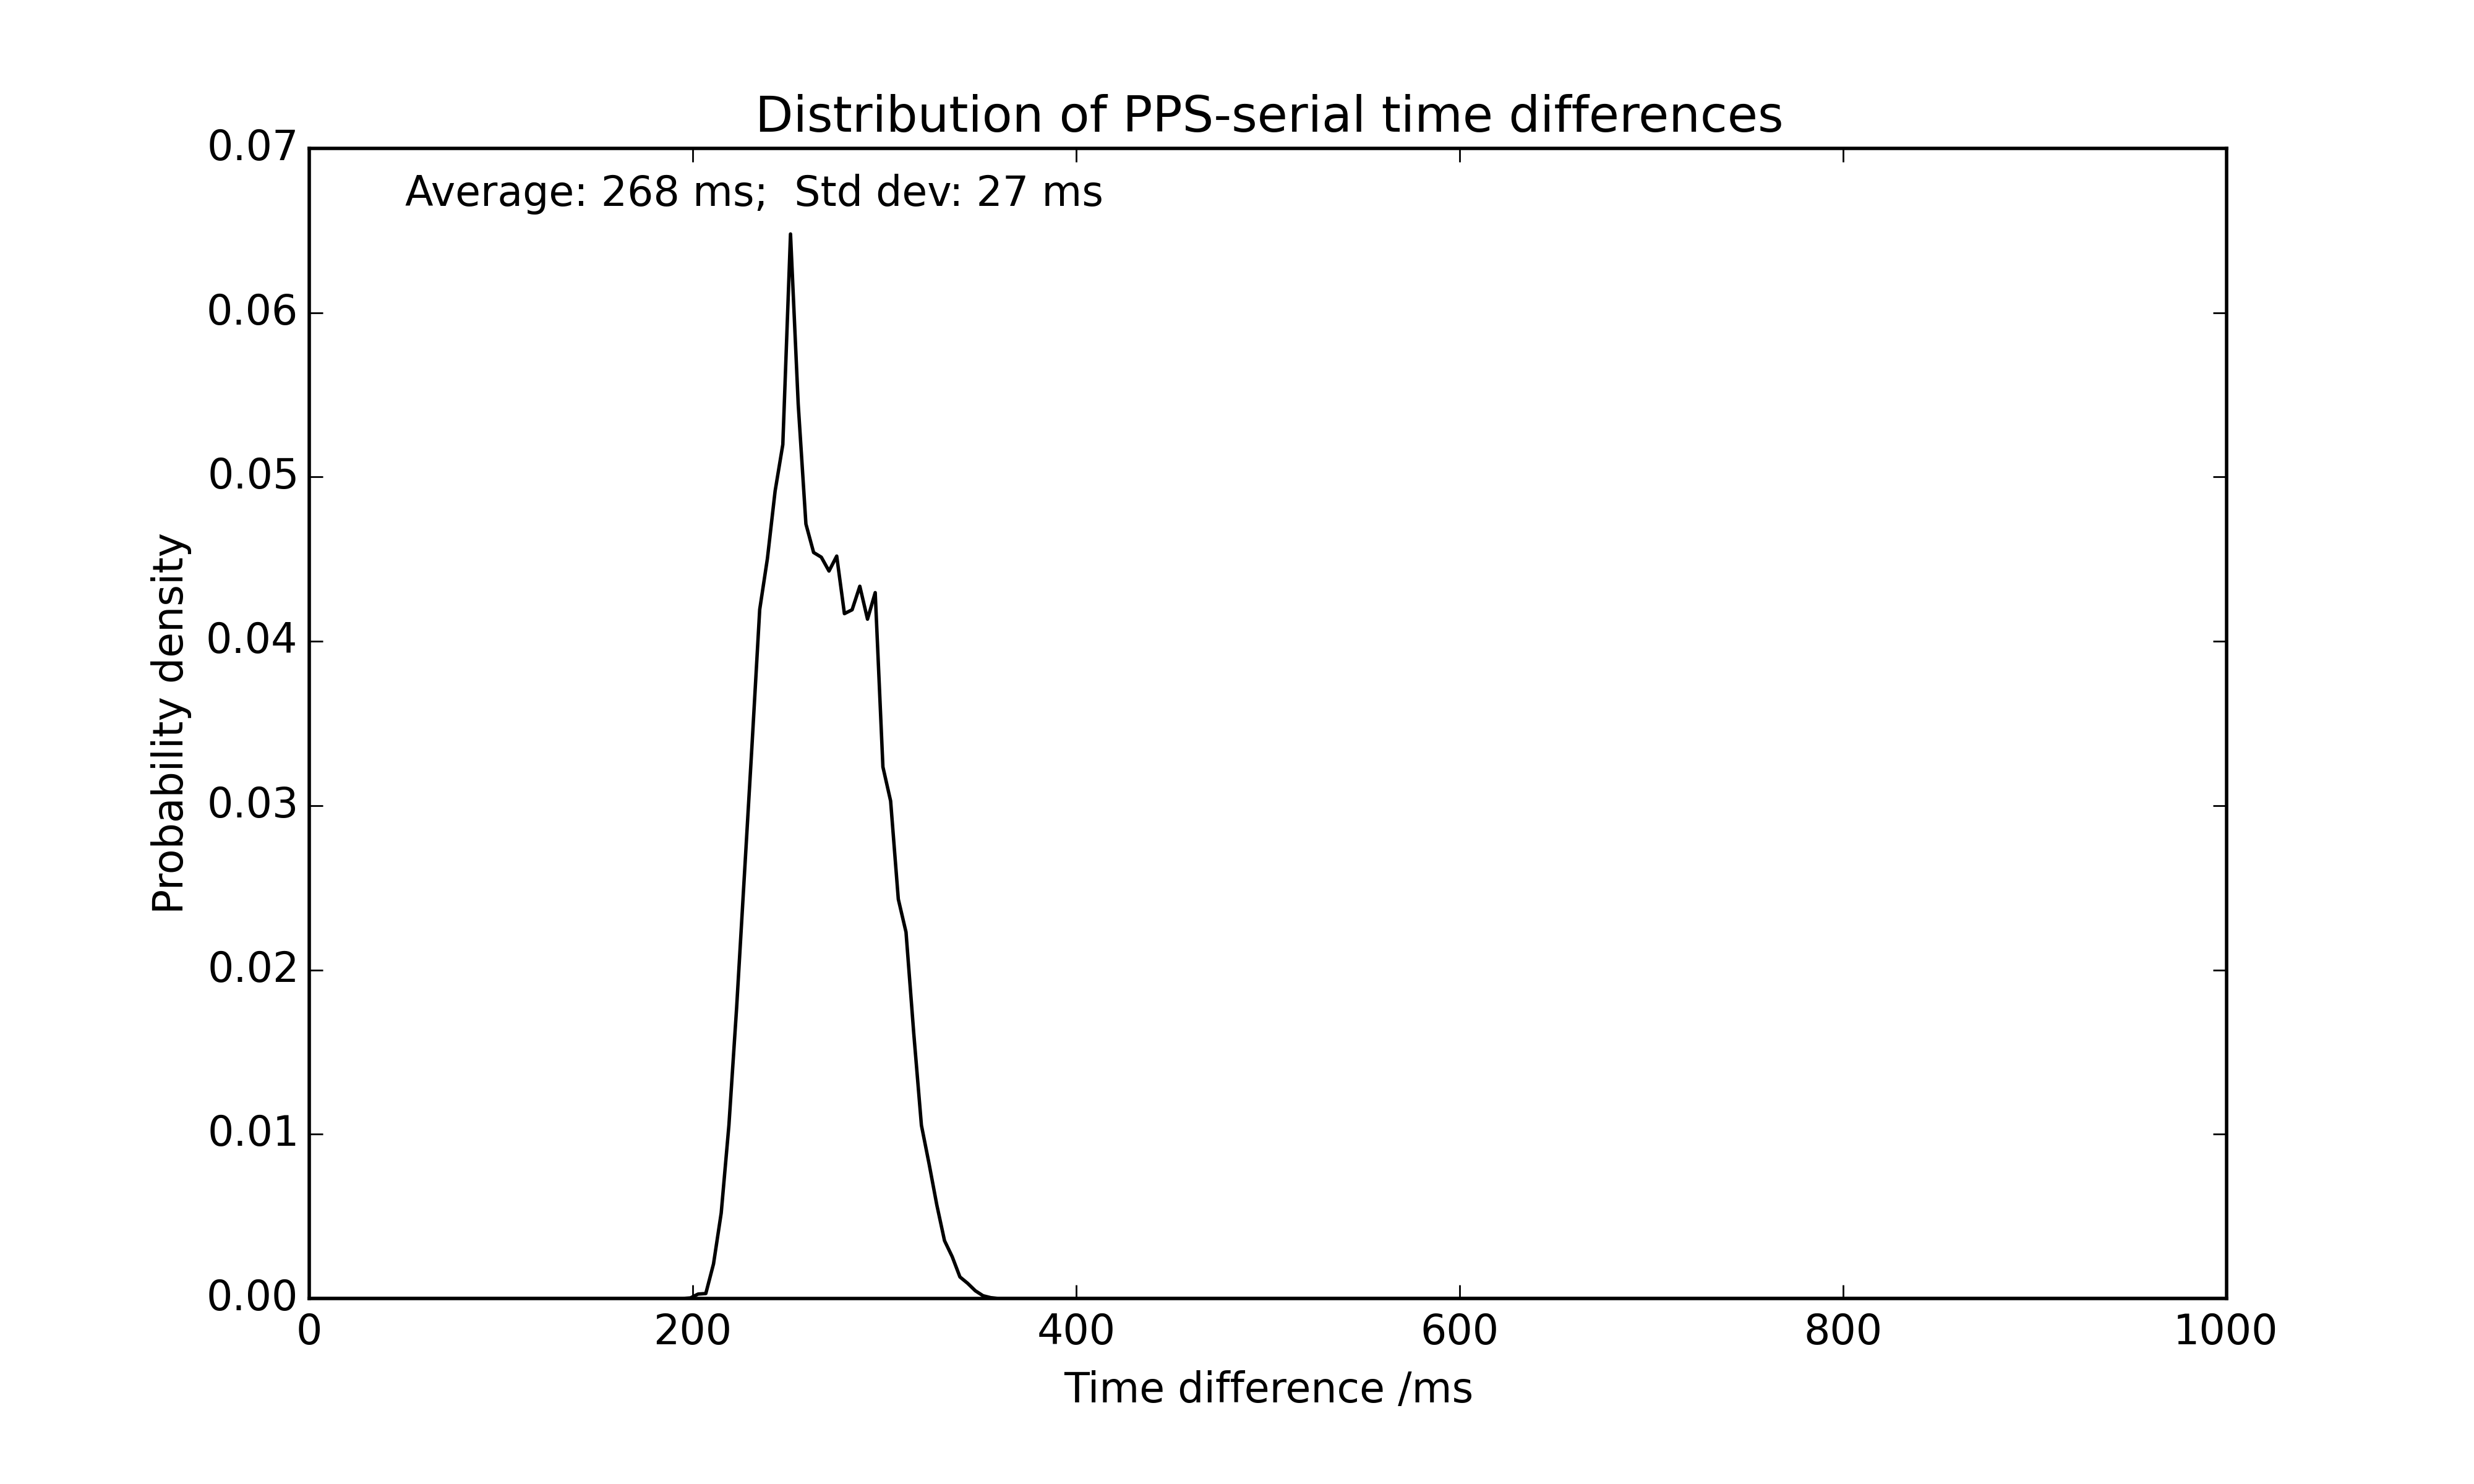 Distribution of PPS-serial time differences
0.07
Average: 268 ms;  Std dev: 27 ms
0.06
0.05
0.04
0.03
0.02
0.01
0.00
Probability density
0 200 400 600 800 1000
Time difference /ms